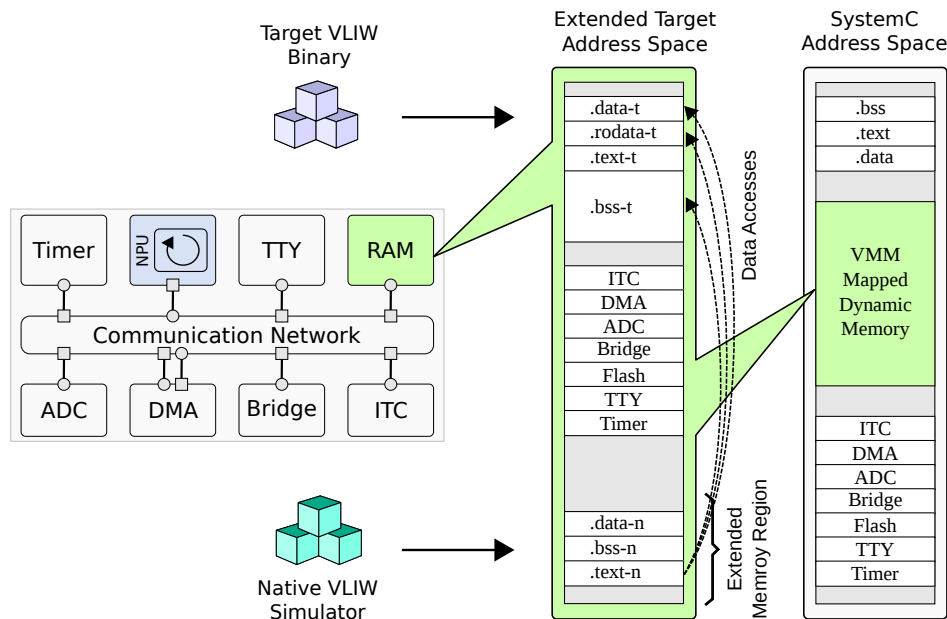 Target VLIW
Binary
Extended Target
Address Space
SystemC
Address Space
.data-t
.rodata-t
.text-t
.bss-t
ITC
DMA
ADC
Bridge
Flash
TTY
Timer
.data-n
.bss-n
.text-n
Data Accesses
Extended
Memroy Region
.bss
.text
.data
VMM
Mapped
Dynamic
Memory
ITC
DMA
ADC
Bridge
Flash
TTY
Timer
Timer
NPU
TTY
RAM
Communication Network
ADC
DMA
Bridge
ITC
Native VLIW
Simulator